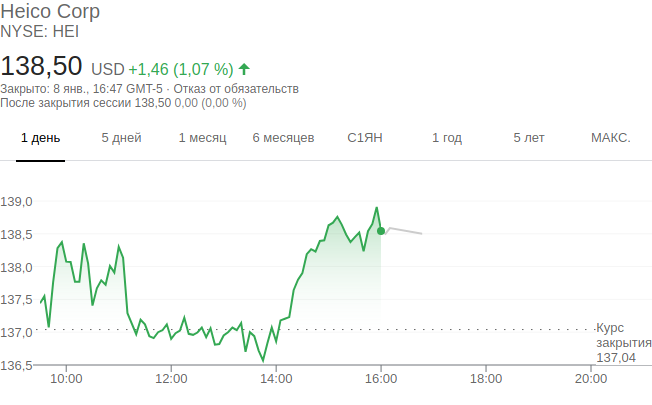 Heico Corp
NYSE: HEI
138,50 USD +1,46 (1,07 %)
Закрыто: 8 янв., 16:47 GMT-5 · Отказ от обязательств
После закрытия сессии 138,50 0,00 (0,00 %)
1 день 5 дней 1 месяц 6 месяцев С1ЯН 1 год 5 лет МАКС.
139,0
138,5
138,0
137,5
137,0
136,5
Курс
закрытия
137,04
10:00 12:00 14:00 16:00 18:00 20:00